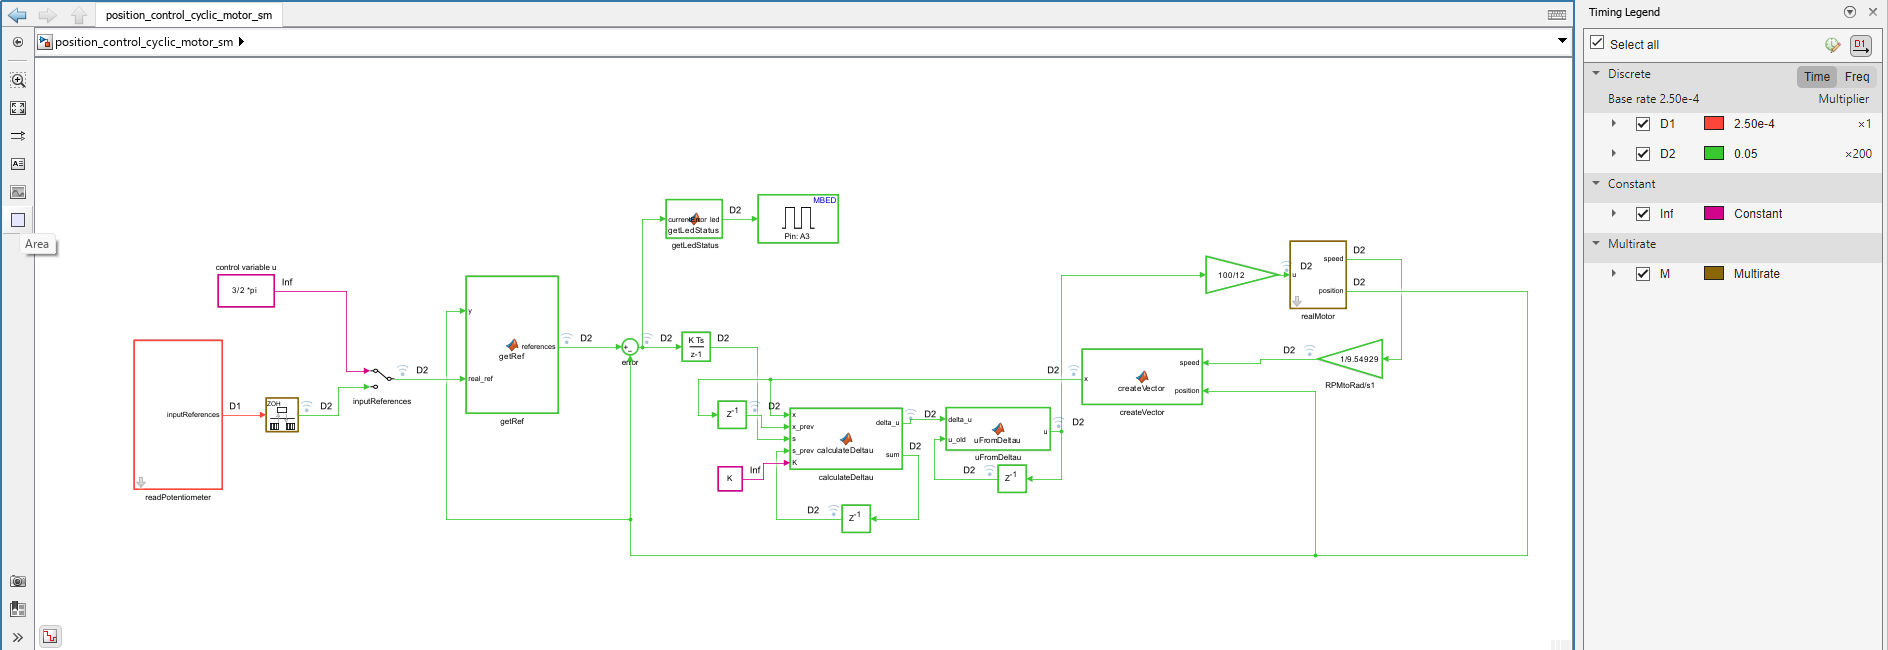 position_control_cyclic_motor_sm
position_control_cyclic_motor_sm
Area
control variable u
3/2 *pi
Inf
inputReferences
readPotentiometer
D1
ZOH
D2
inputReferences
D2
y
real_ref
references
getRef
getRef
D2
error
D2
currentError led
getLedStatus
getLedStatus
D2
MBED
Pin: A3
K Ts
z-1
D2
Z-1
D2
K
Inf
x
x_prev
s
s_prev
K
delta_u
sum
calculateDeltau
calculateDeltau
D2
D2
D2
Z-1
delta_u
u_old
u
uFromDeltau
uFromDeltau
D2
D2
Z-1
D2
x
speed
position
createVector
createVector
100/12
D2
u
speed
position
realMotor
D2
D2
D2
1/9.54929
RPMtoRad/s1
Timing Legend
Select all
D1
Discrete
Time
Freq
Base rate 2.50e-4
Multiplier
D1 2.50e-4 ×1
D2 0.05 ×200
Constant
Inf Constant
Multirate
M Multirate